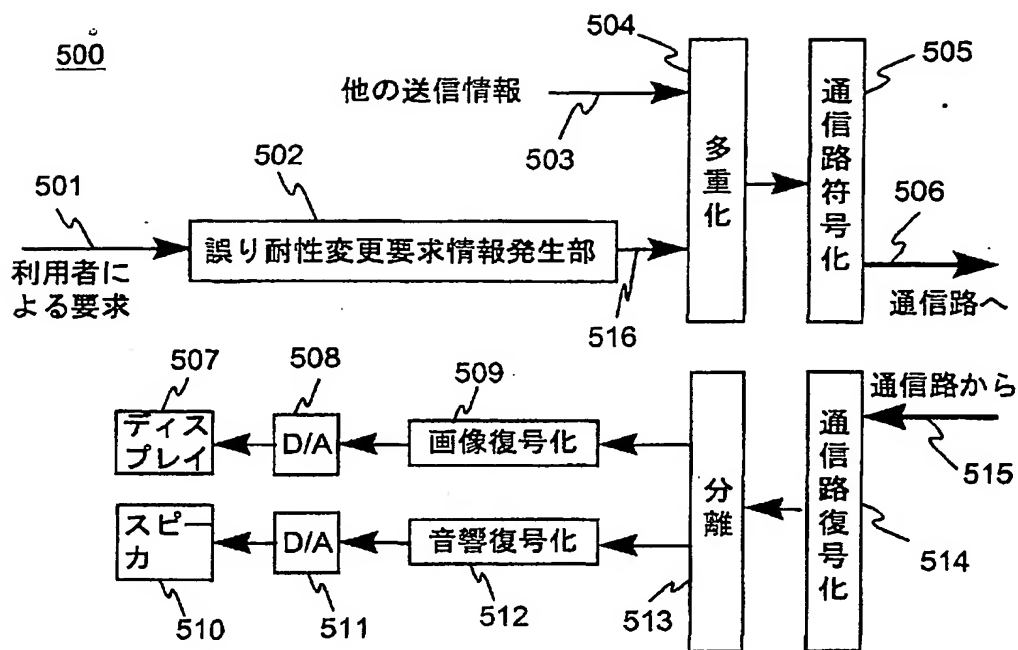 500
504
505
他の送信情報
503
通信路符号化
多重化
502
501
506
誤り耐性変更要求情報発生部
利用者に
よる要求
516
通信路へ
507
508
509
通信路から
ディス
プレイ
D/A
画像復号化
515
分離
通信路復号化
スピー
カ
D/A
音響復号化
514
510
511
512
513